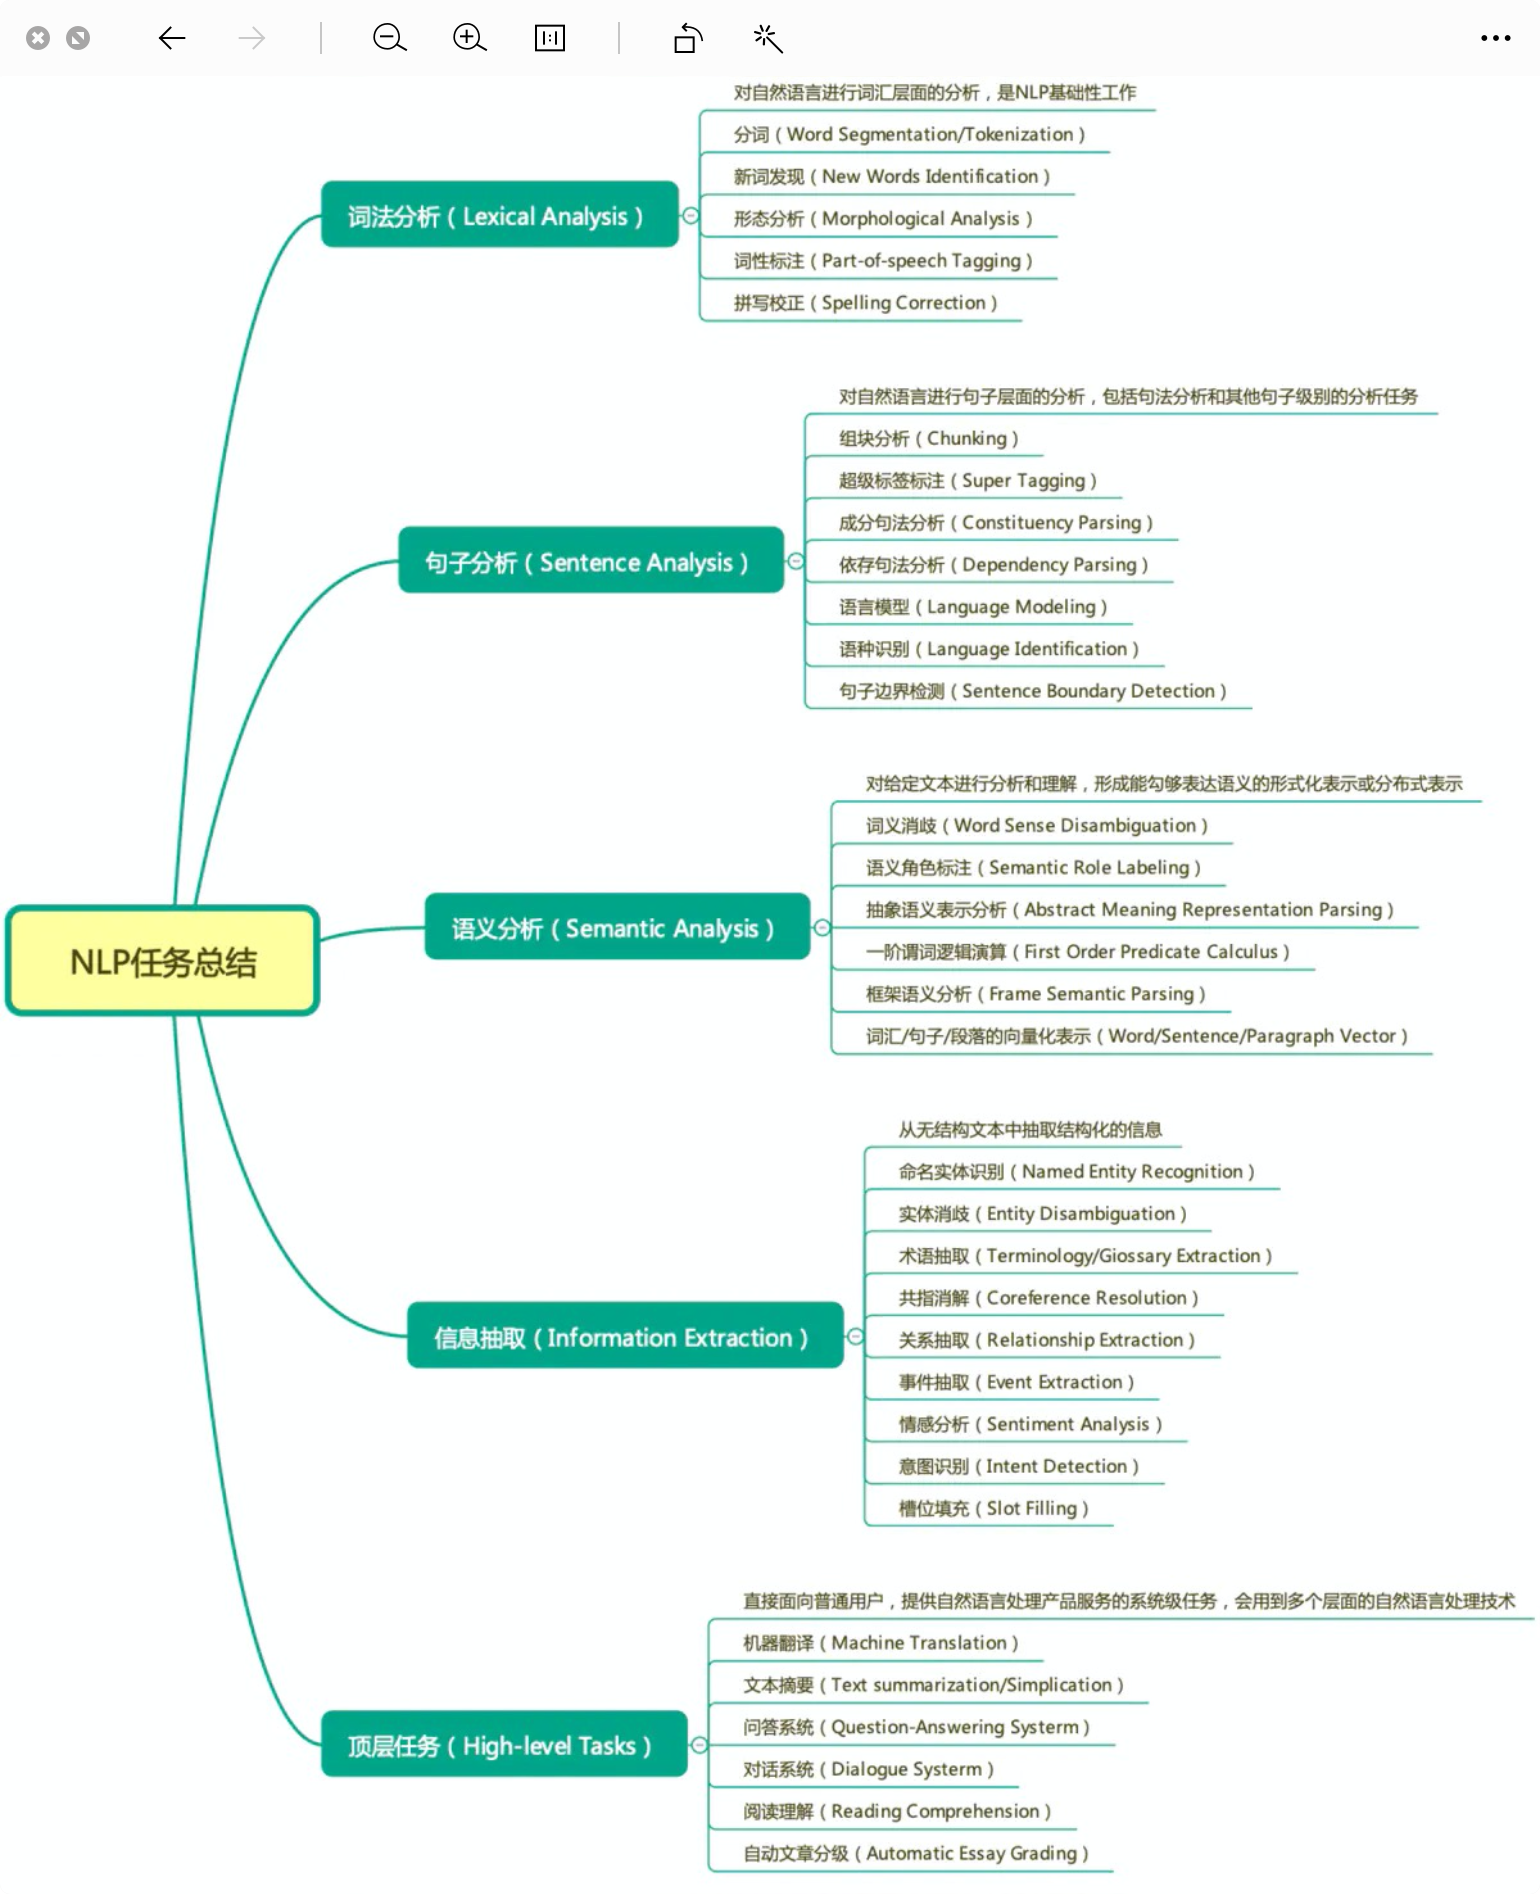 对自然语言进行词汇层面的分析，是NLP基础性工作
分词（Word Segmentation/Tokenization）
新词发现（New Words Identification）
词法分析（Lexical Analysis）
形态分析（Morphological Analysis）
词性标注（Part-of-speech Tagging）
拼写校正（Spelling Correction）
对自然语言进行句子层面的分析，包括句法分析和其他句子级别的分析任务
组块分析（Chunking）
超级标签标注（Super Tagging）
成分句法分析（Constituency Parsing）
句子分析（Sentence Analysis）
依存句法分析（Dependency Parsing）
语言模型（Language Modeling）
语种识别（Language Identification）
句子边界检测（Sentence Boundary Detection）
对给定文本进行分析和理解，形成能勾够表达语义的形式化表示或分布式表示
词义消歧（Word Sense Disambiguation）
语义角色标注（Semantic Role Labeling）
抽象语义表示分析（Abstract Meaning Representation Parsing）
语义分析（Semantic Analysis）
一阶谓词逻辑演算（First Order Predicate Calculus）
框架语义分析（Frame Semantic Parsing）
词汇/句子/段落的向量化表示（Word/Sentence/Paragraph Vector）
NLP任务总结
从无结构文本中抽取结构化的信息
命名实体识别（Named Entity Recognition）
实体消歧（Entity Disambiguation）
术语抽取（Terminology/Giossary Extraction）
共指消解（Coreference Resolution）
信息抽取（Information Extraction）
关系抽取（Relationship Extraction）
事件抽取（Event Extraction）
情感分析（Sentiment Analysis）
意图识别（Intent Detection）
槽位填充（Slot Filling）
直接面向普通用户，提供自然语言处理产品服务的系统级任务，会用到多个层面的自然语言处理技术
机器翻译（Machine Translation）
文本摘要（Text summarization/Simplication）
问答系统（Question-Answering Systerm）
顶层任务（High-level Tasks）
对话系统（Dialogue Systerm）
阅读理解（Reading Comprehension）
自动文章分级（Automatic Essay Grading）